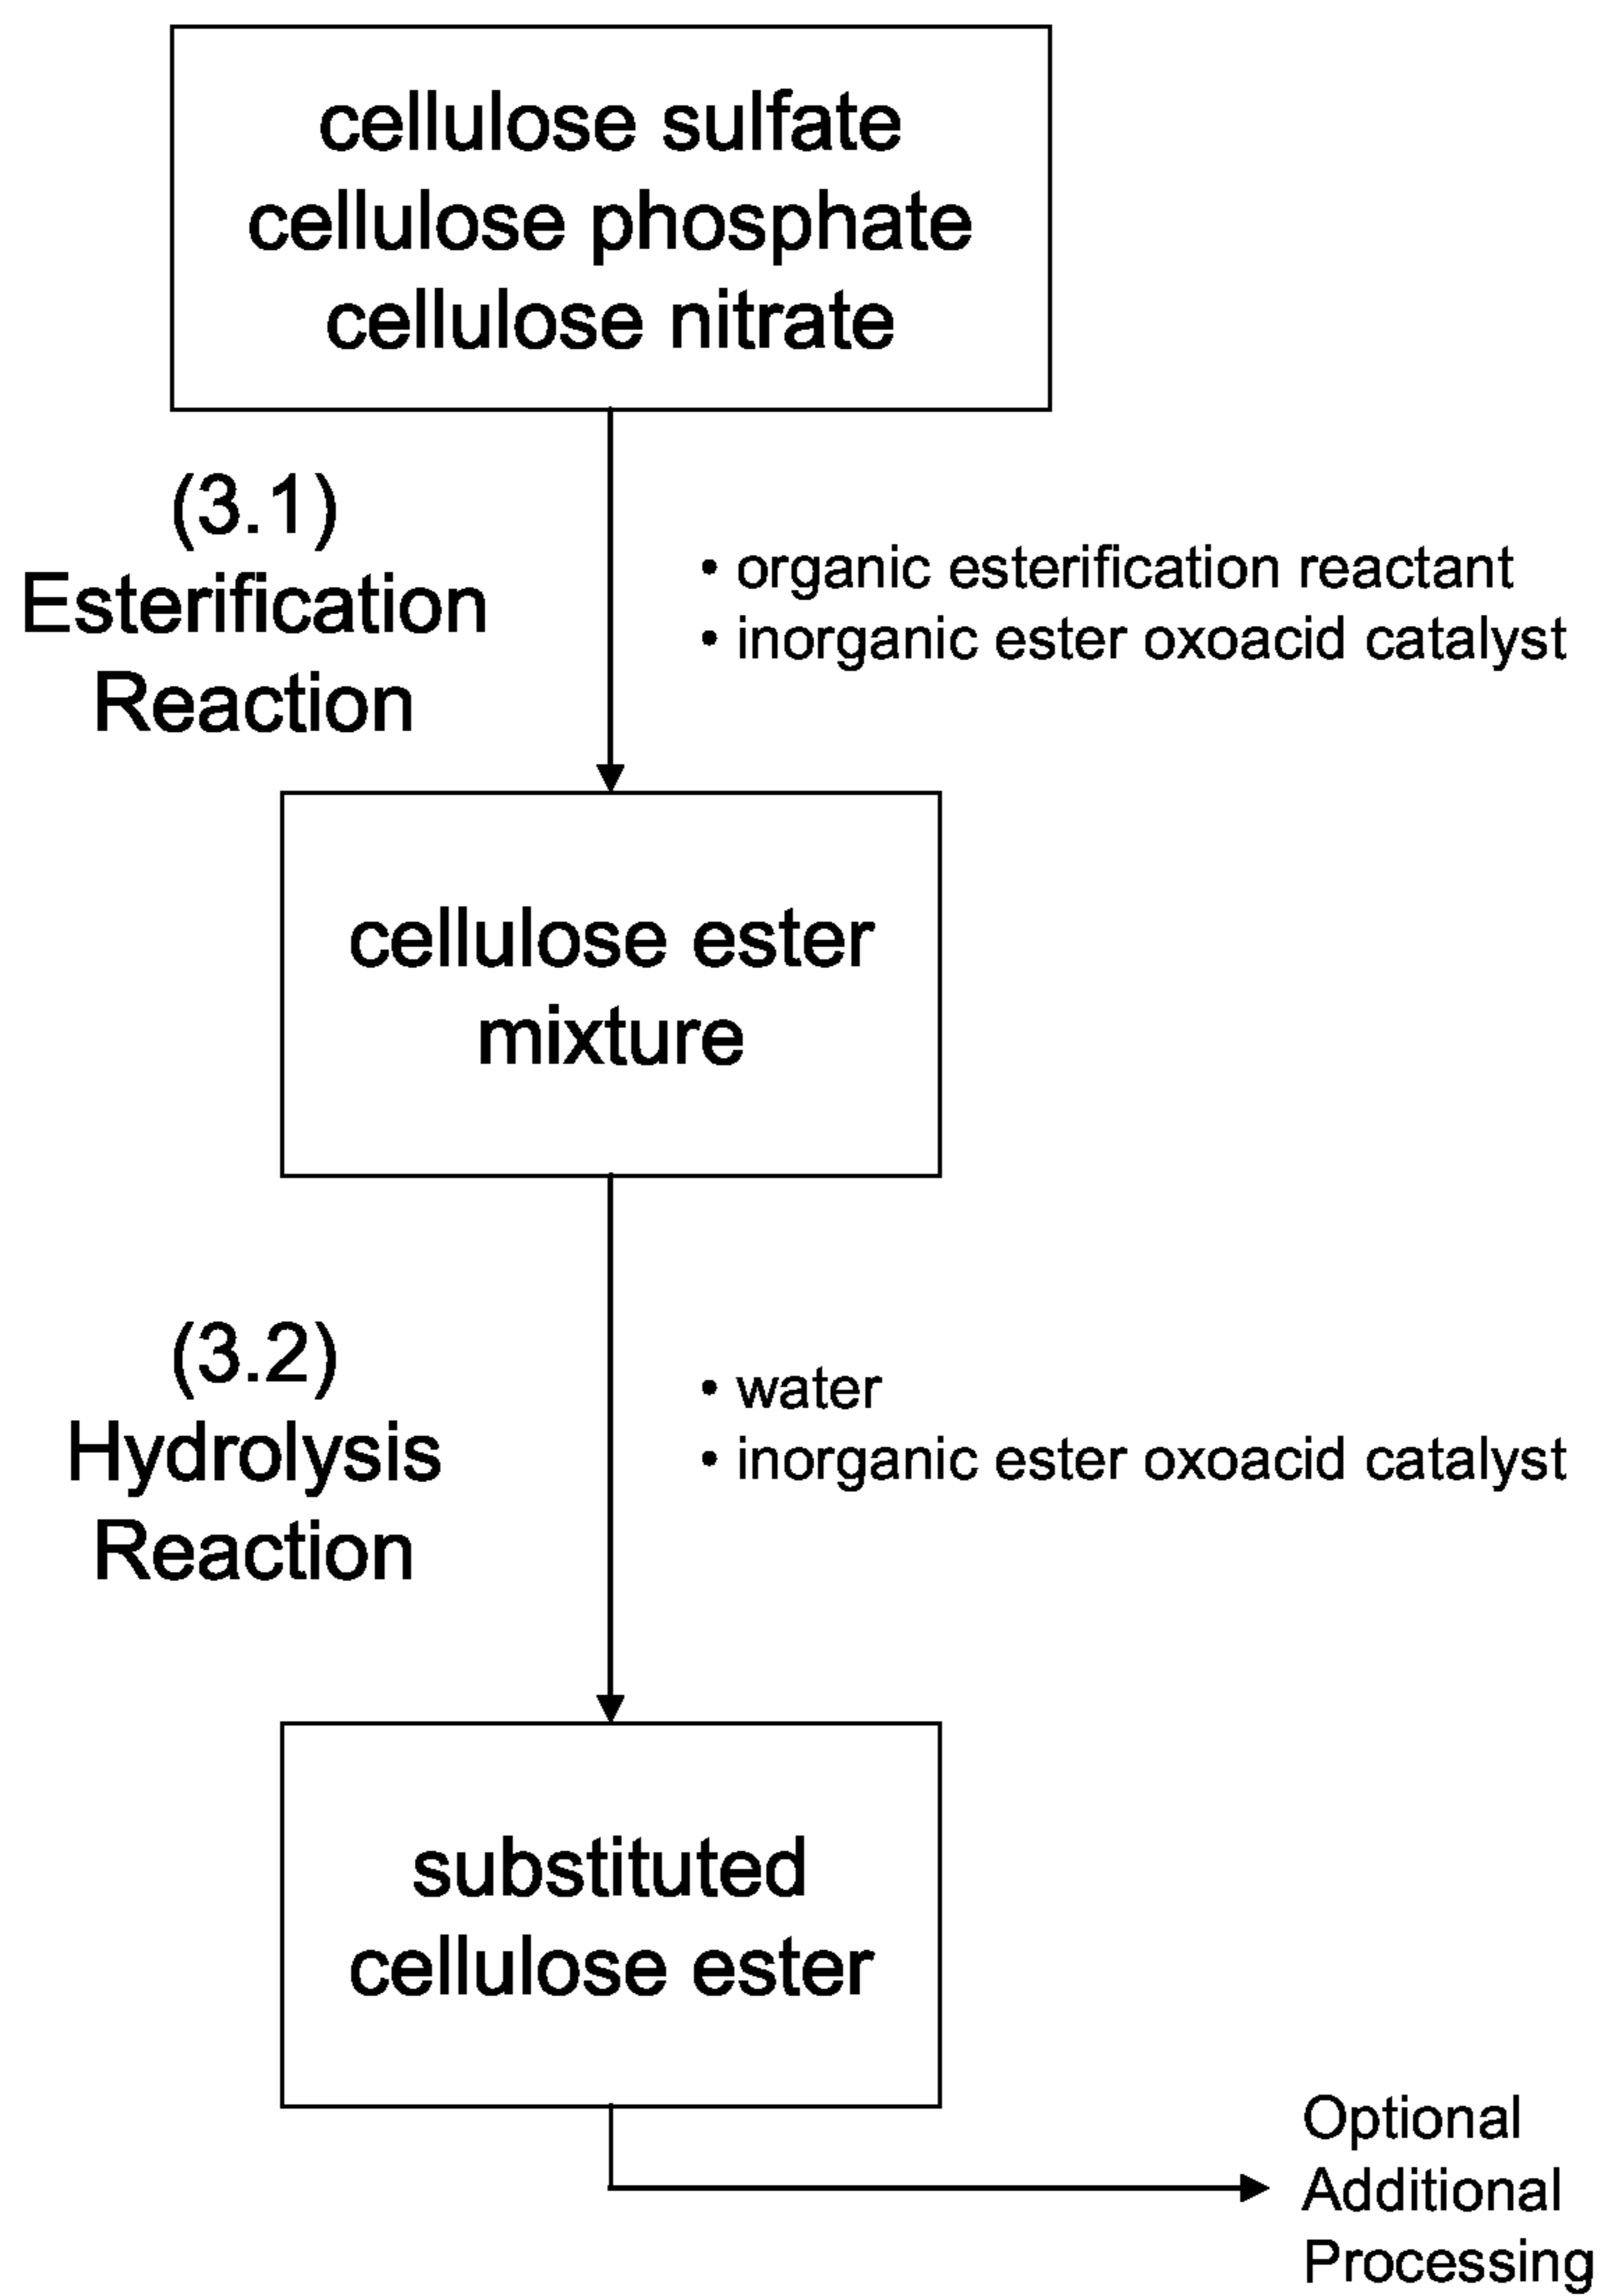 cellulose sulfate
cellulose phosphate
cellulose nitrate
(3.1)
Esterification
Reaction
• organic esterification reactant
• inorganic ester oxoacid catalyst
cellulose ester
mixture
(3.2)
Hydrolysis
Reaction
• water
• inorganic ester oxoacid catalyst
substituted
cellulose ester
Optional
Additional
Processing